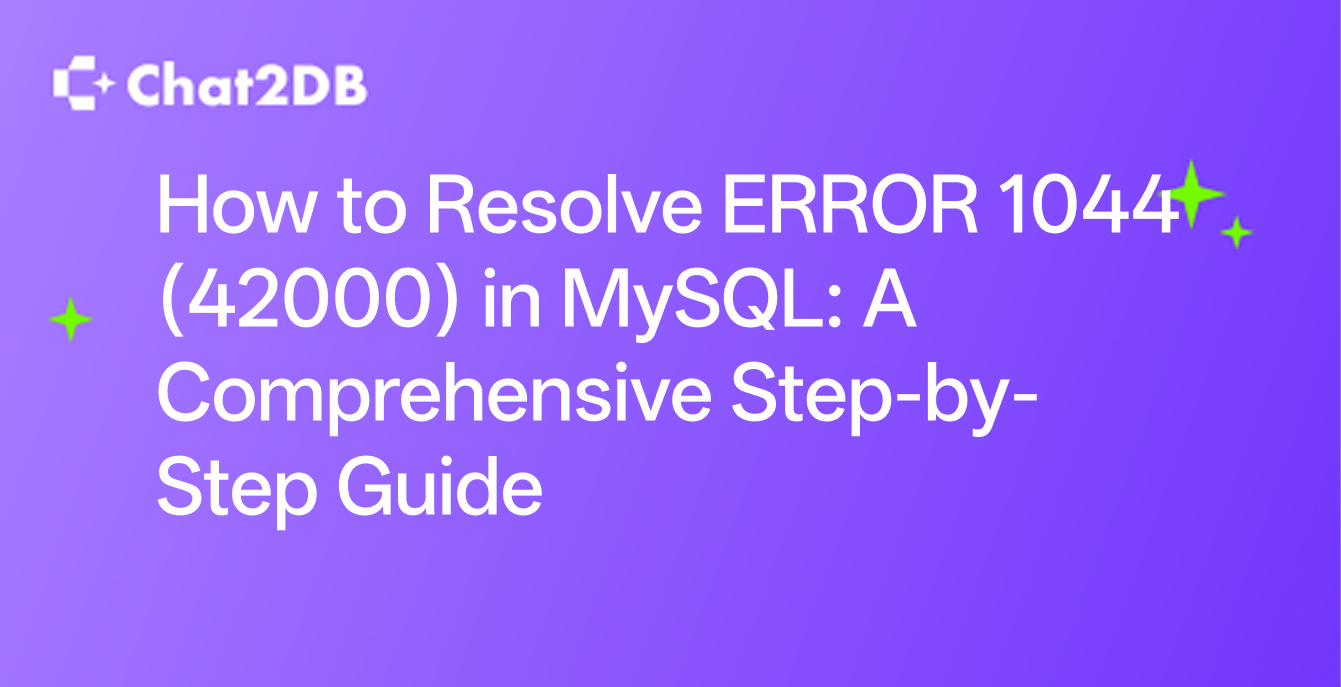 Chat2DB
How to Resolve ERROR 1044
(42000) in MySQL: A
Comprehensive Step-by-
Step Guide